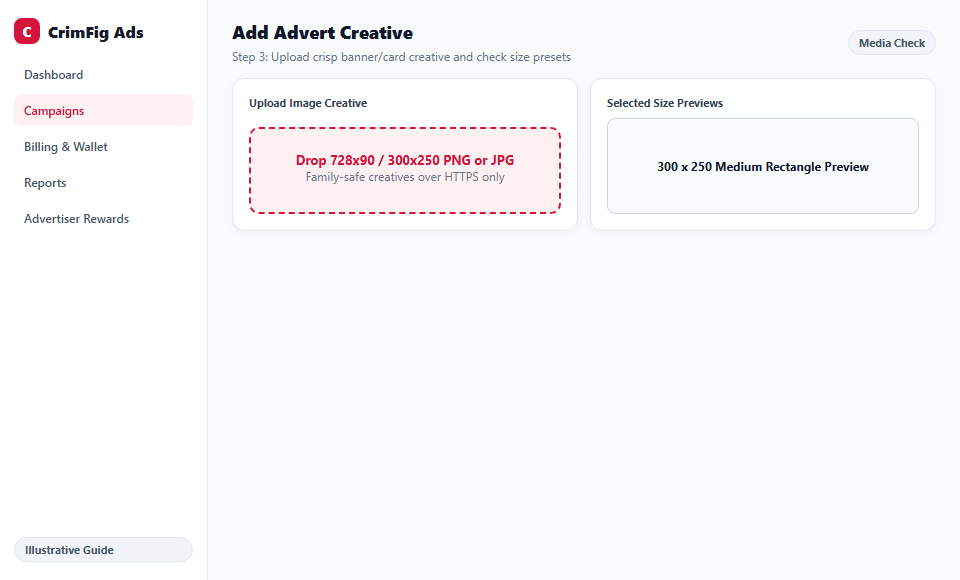 C CrimFig Ads
Dashboard
Campaigns
Billing & Wallet
Reports
Advertiser Rewards
Illustrative Guide
Add Advert Creative
Step 3: Upload crisp banner/card creative and check size presets
Media Check
Upload Image Creative
Drop 728x90 / 300x250 PNG or JPG
Family-safe creatives over HTTPS only
Selected Size Previews
300 x 250 Medium Rectangle Preview